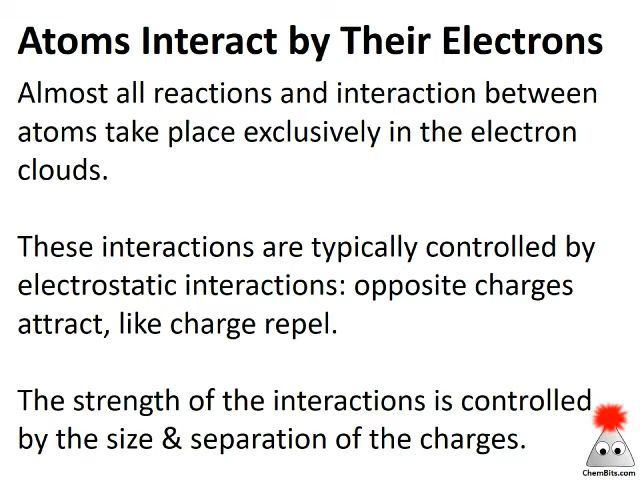 Atoms Interact by Their Electrons
Almost all reactions and interaction between
atoms take place exclusively in the electron
clouds.
These interactions are typically controlled by
electrostatic interactions: opposite charges
attract, like charge repel.
The strength of the interactions is controlled
by the size & separation of the charges.
ChemBits.com